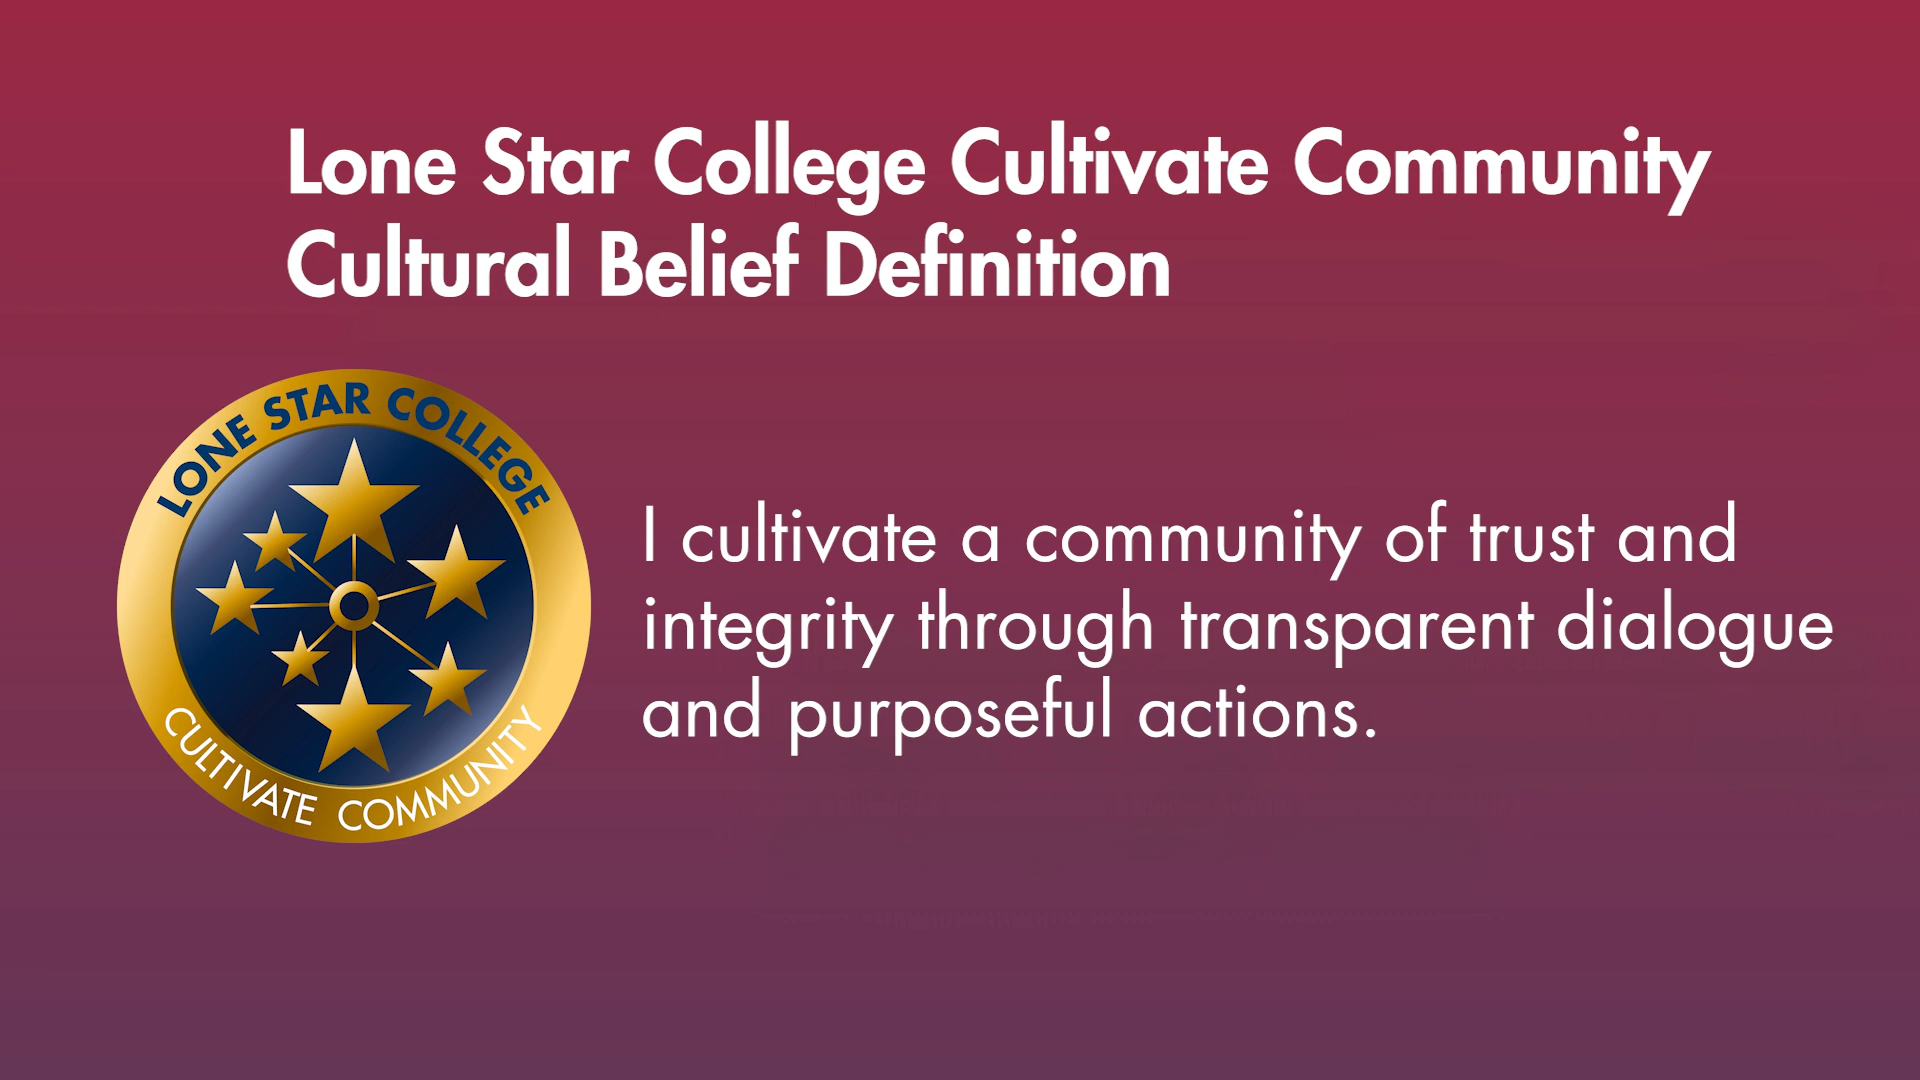 Lone Star College Cultivate Community
Cultural Belief Definition
LONE STAR COLLEGE
CULTIVATE COMMUNITY
I cultivate a community of trust and
integrity through transparent dialogue
and purposeful actions.